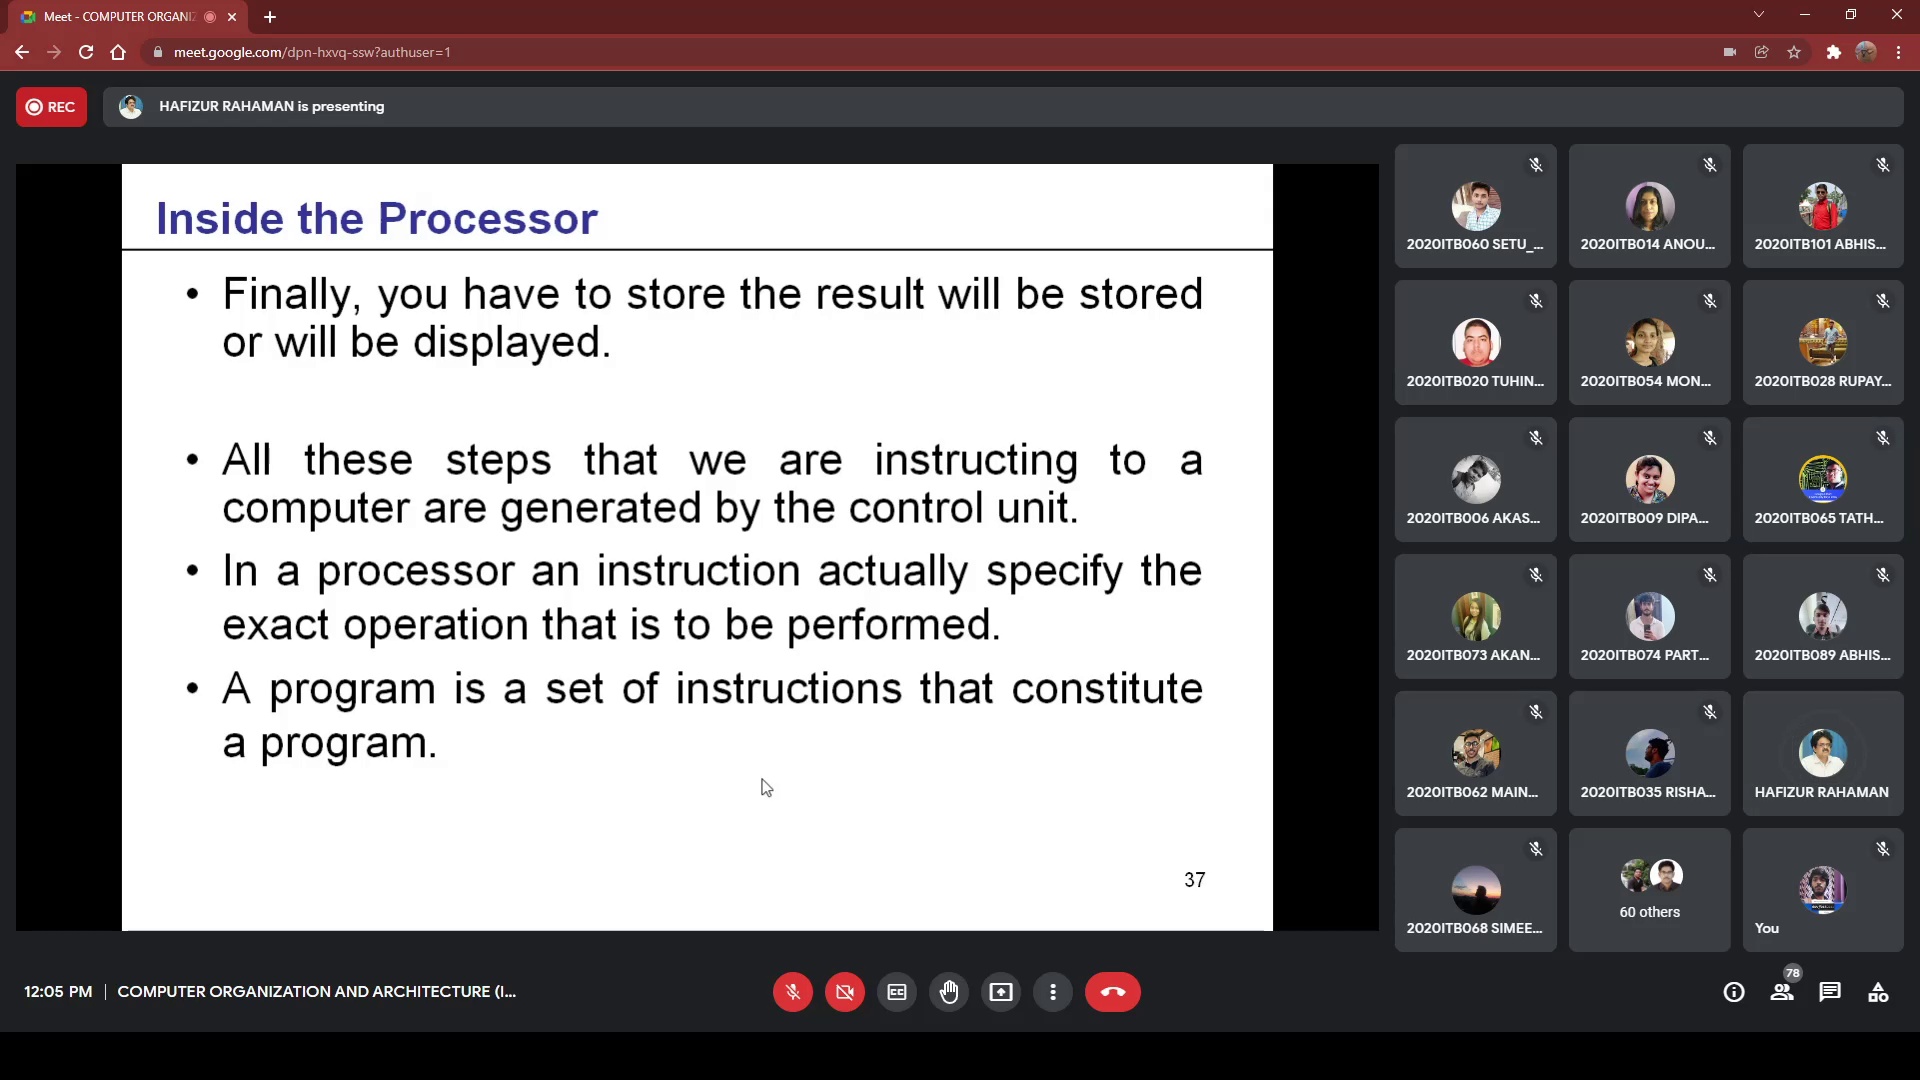 Meet - COMPUTER ORGANIZ
meet.google.com/dpn-hxvq-ssw?authuser=1
REC
HAFIZUR RAHAMAN is presenting
Inside the Processor
• Finally, you have to store the result will be stored
or will be displayed.
• All these steps that we are instructing to a
computer are generated by the control unit.
• In a processor an instruction actually specify the
exact operation that is to be performed.
• A program is a set of instructions that constitute
a program.
37
2020ITB060 SETU_...
2020ITB014 ANOU...
2020ITB101 ABHIS...
2020ITB020 TUHIN...
2020ITB054 MON...
2020ITB028 RUPAY...
2020ITB006 AKAS...
2020ITB009 DIPA...
2020ITB065 TATH...
2020ITB073 AKAN...
2020ITB074 PART...
2020ITB089 ABHIS...
2020ITB062 MAIN...
2020ITB035 RISHA...
HAFIZUR RAHAMAN
2020ITB068 SIMEE...
60 others
You
12:05 PM | COMPUTER ORGANIZATION AND ARCHITECTURE (I...
78